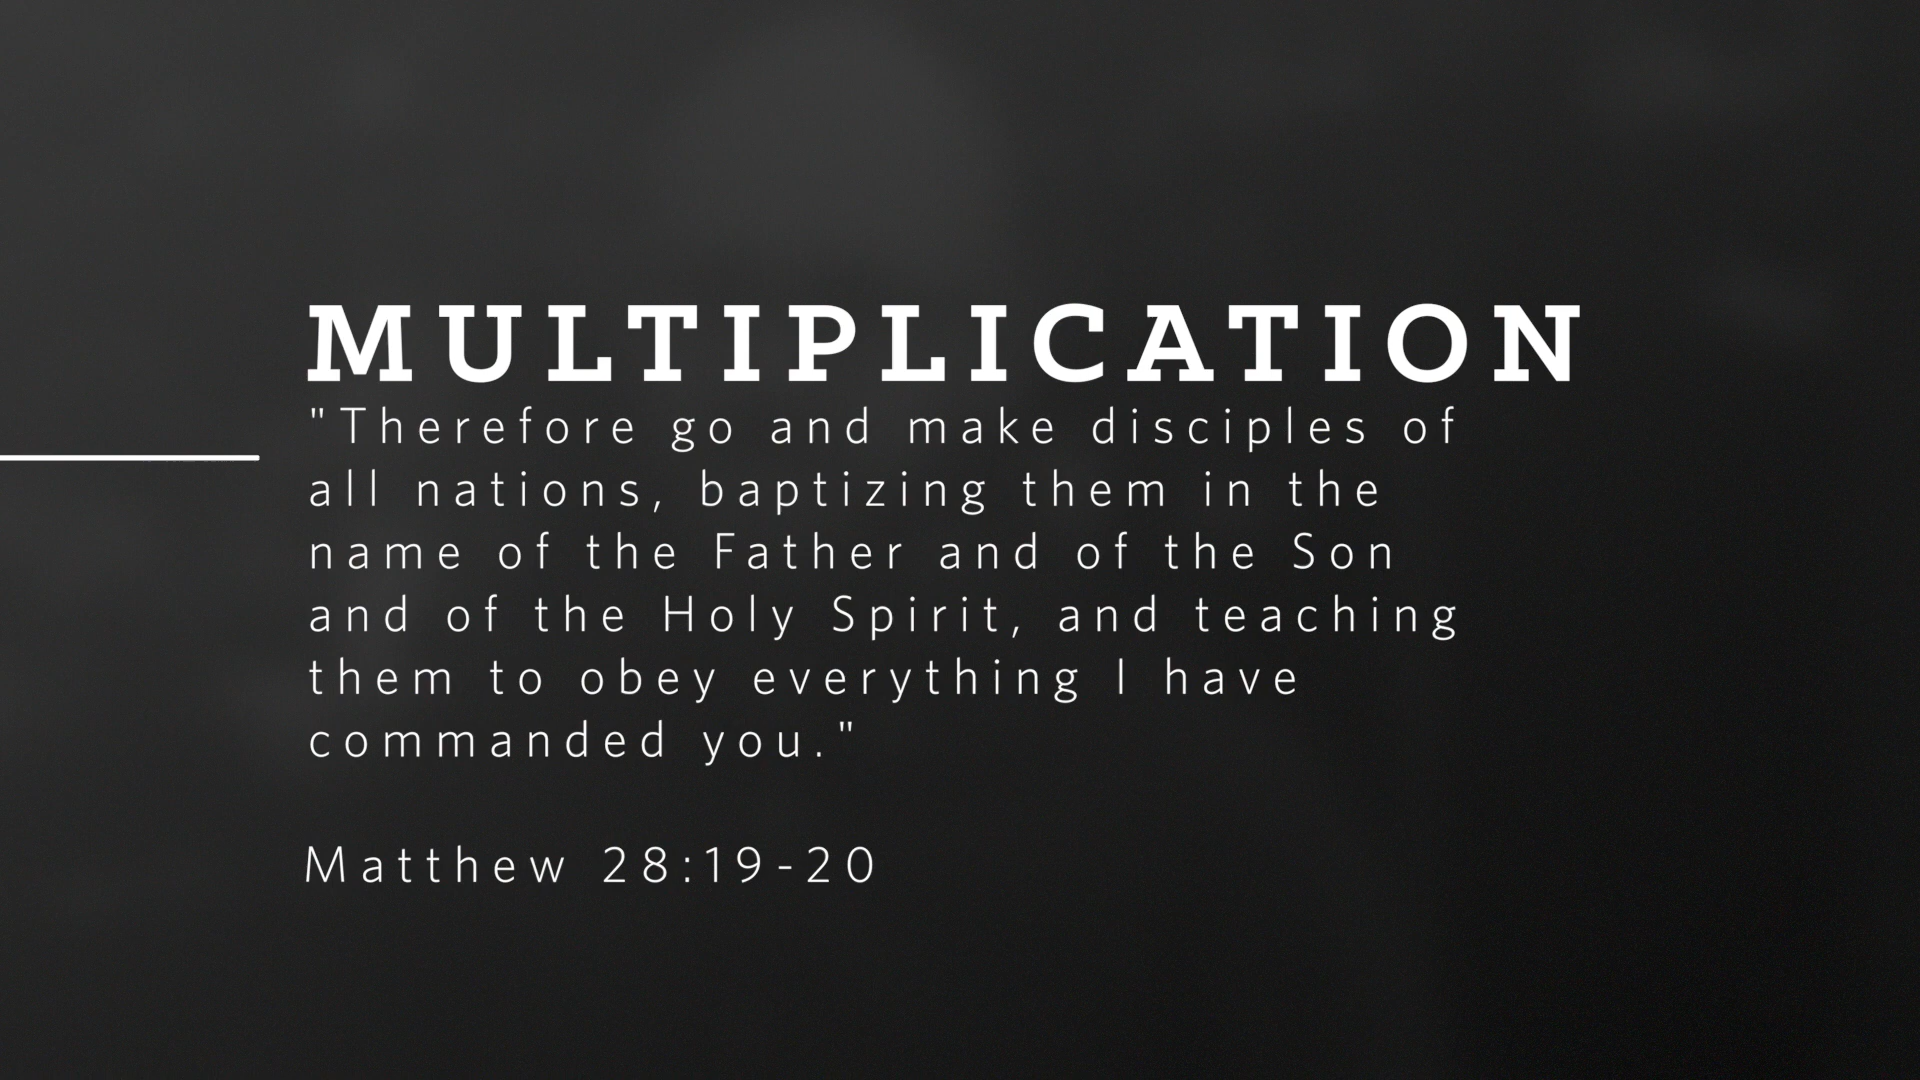 MULTIPLICATION
"Therefore go and make disciples of
all nations, baptizing them in the
name of the Father and of the Son
and of the Holy Spirit, and teaching
them to obey everything I have
commanded you."
Matthew 28:19-20